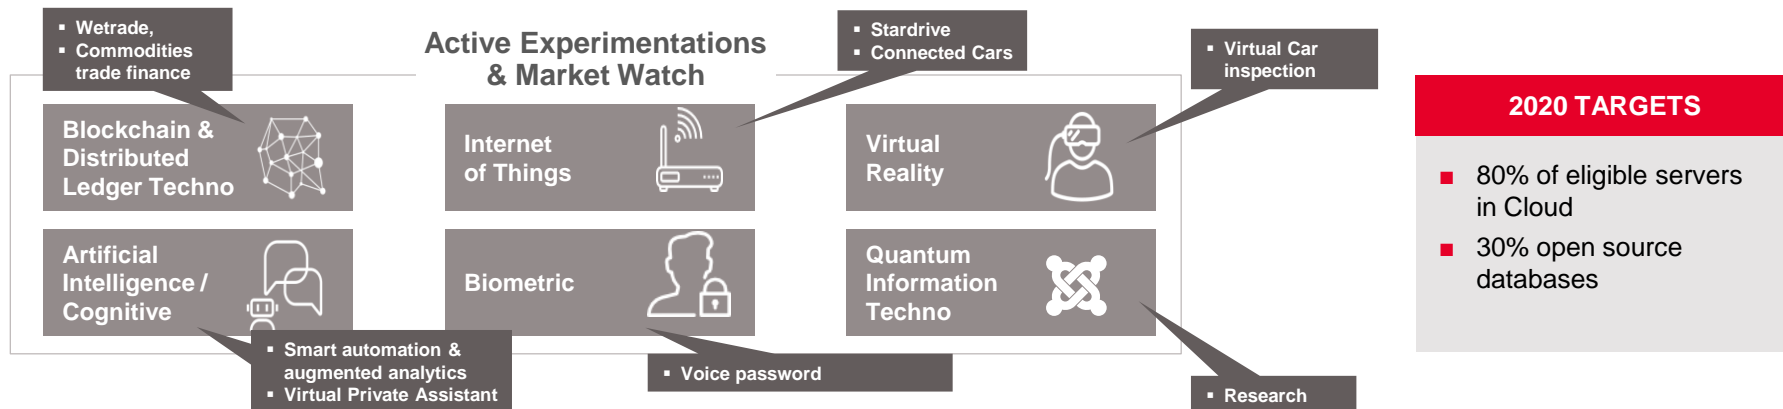 Wetrade,
Commodities
trade finance
Active Experimentations
& Market Watch
Stardrive
Connected Cars
Virtual Car
inspection
Blockchain &
Distributed
Ledger Techno
Internet
of Things
Virtual
Reality
Artificial
Intelligence /
Cognitive
Biometric
Quantum
Information
Techno
Smart automation &
augmented analytics
Virtual Private Assistant
Voice password
Research
2020 TARGETS
80% of eligible servers
in Cloud
30% open source
databases